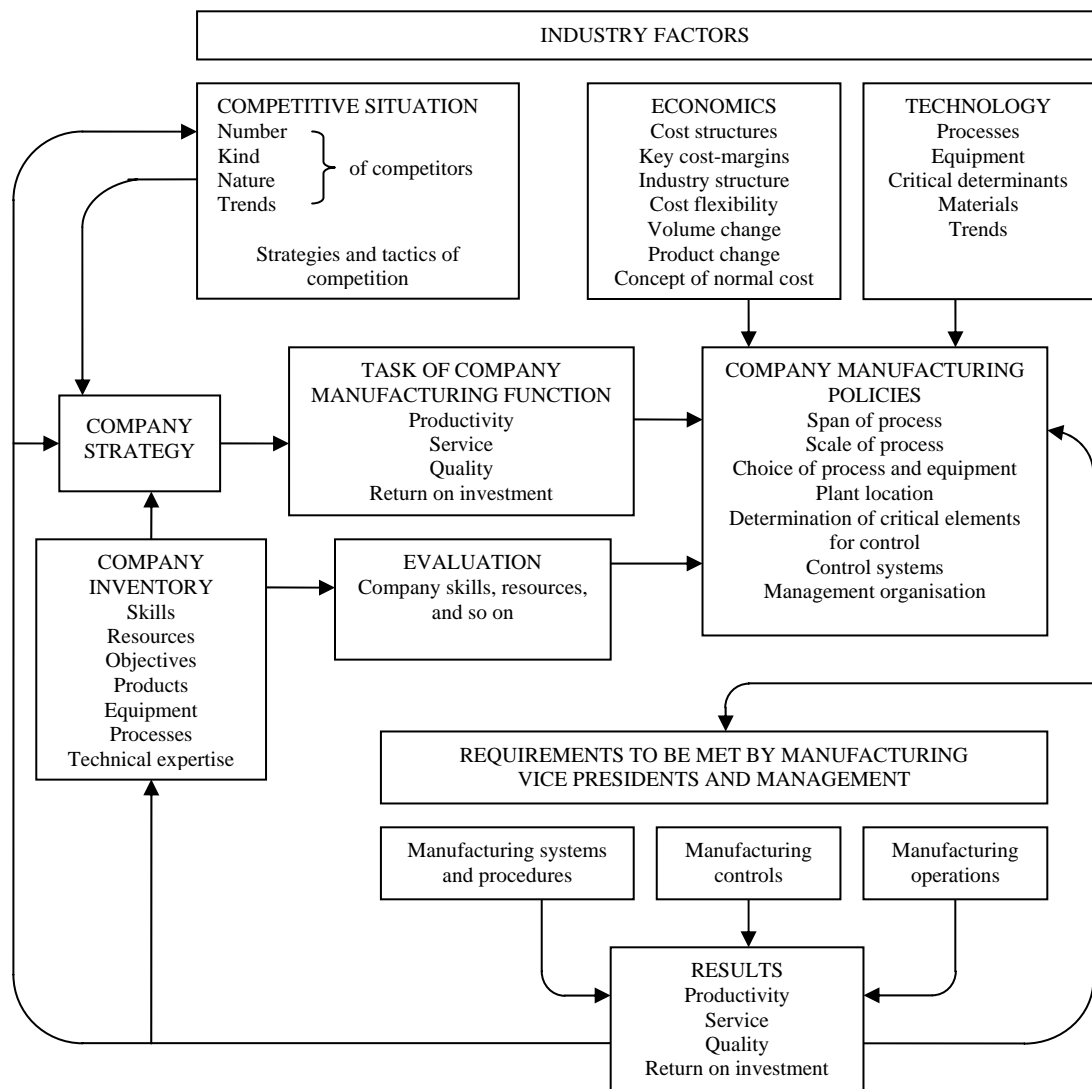 INDUSTRY FACTORS
COMPETITIVE SITUATION
Number
Kind
Nature
Trends
of competitors
Strategies and tactics of
competition
ECONOMICS
Cost structures
Key cost-margins
Industry structure
Cost flexibility
Volume change
Product change
Concept of normal cost
TECHNOLOGY
Processes
Equipment
Critical determinants
Materials
Trends
COMPANY
STRATEGY
TASK OF COMPANY
MANUFACTURING FUNCTION
Productivity
Service
Quality
Return on investment
COMPANY MANUFACTURING
POLICIES
Span of process
Scale of process
Choice of process and equipment
Plant location
Determination of critical elements
for control
Control systems
Management organisation
COMPANY
INVENTORY
Skills
Resources
Objectives
Products
Equipment
Processes
Technical expertise
EVALUATION
Company skills, resources,
and so on
REQUIREMENTS TO BE MET BY MANUFACTURING
VICE PRESIDENTS AND MANAGEMENT
Manufacturing systems
and procedures
Manufacturing
controls
Manufacturing
operations
RESULTS
Productivity
Service
Quality
Return on investment